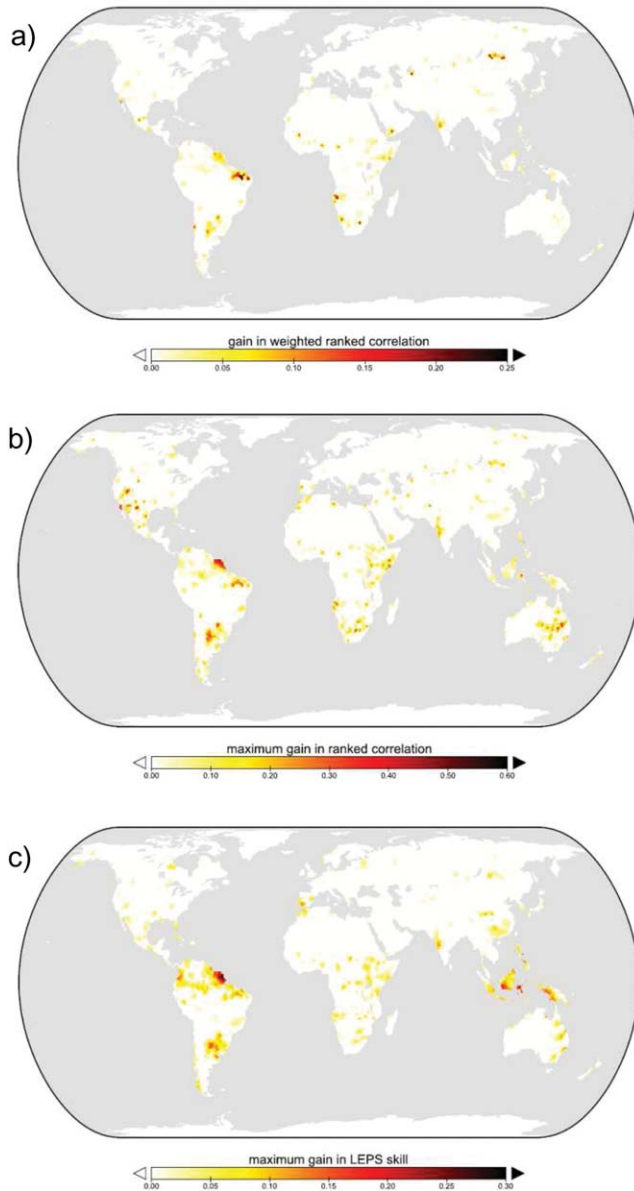 a)
gain in weighted ranked correlation
0.00 0.05 0.10 0.15 0.20 0.25
b)
maximum gain in ranked correlation
0.00 0.10 0.20 0.30 0.40 0.50 0.60
c)
maximum gain in LEPS skill
0.00 0.05 0.10 0.15 0.20 0.25 0.30